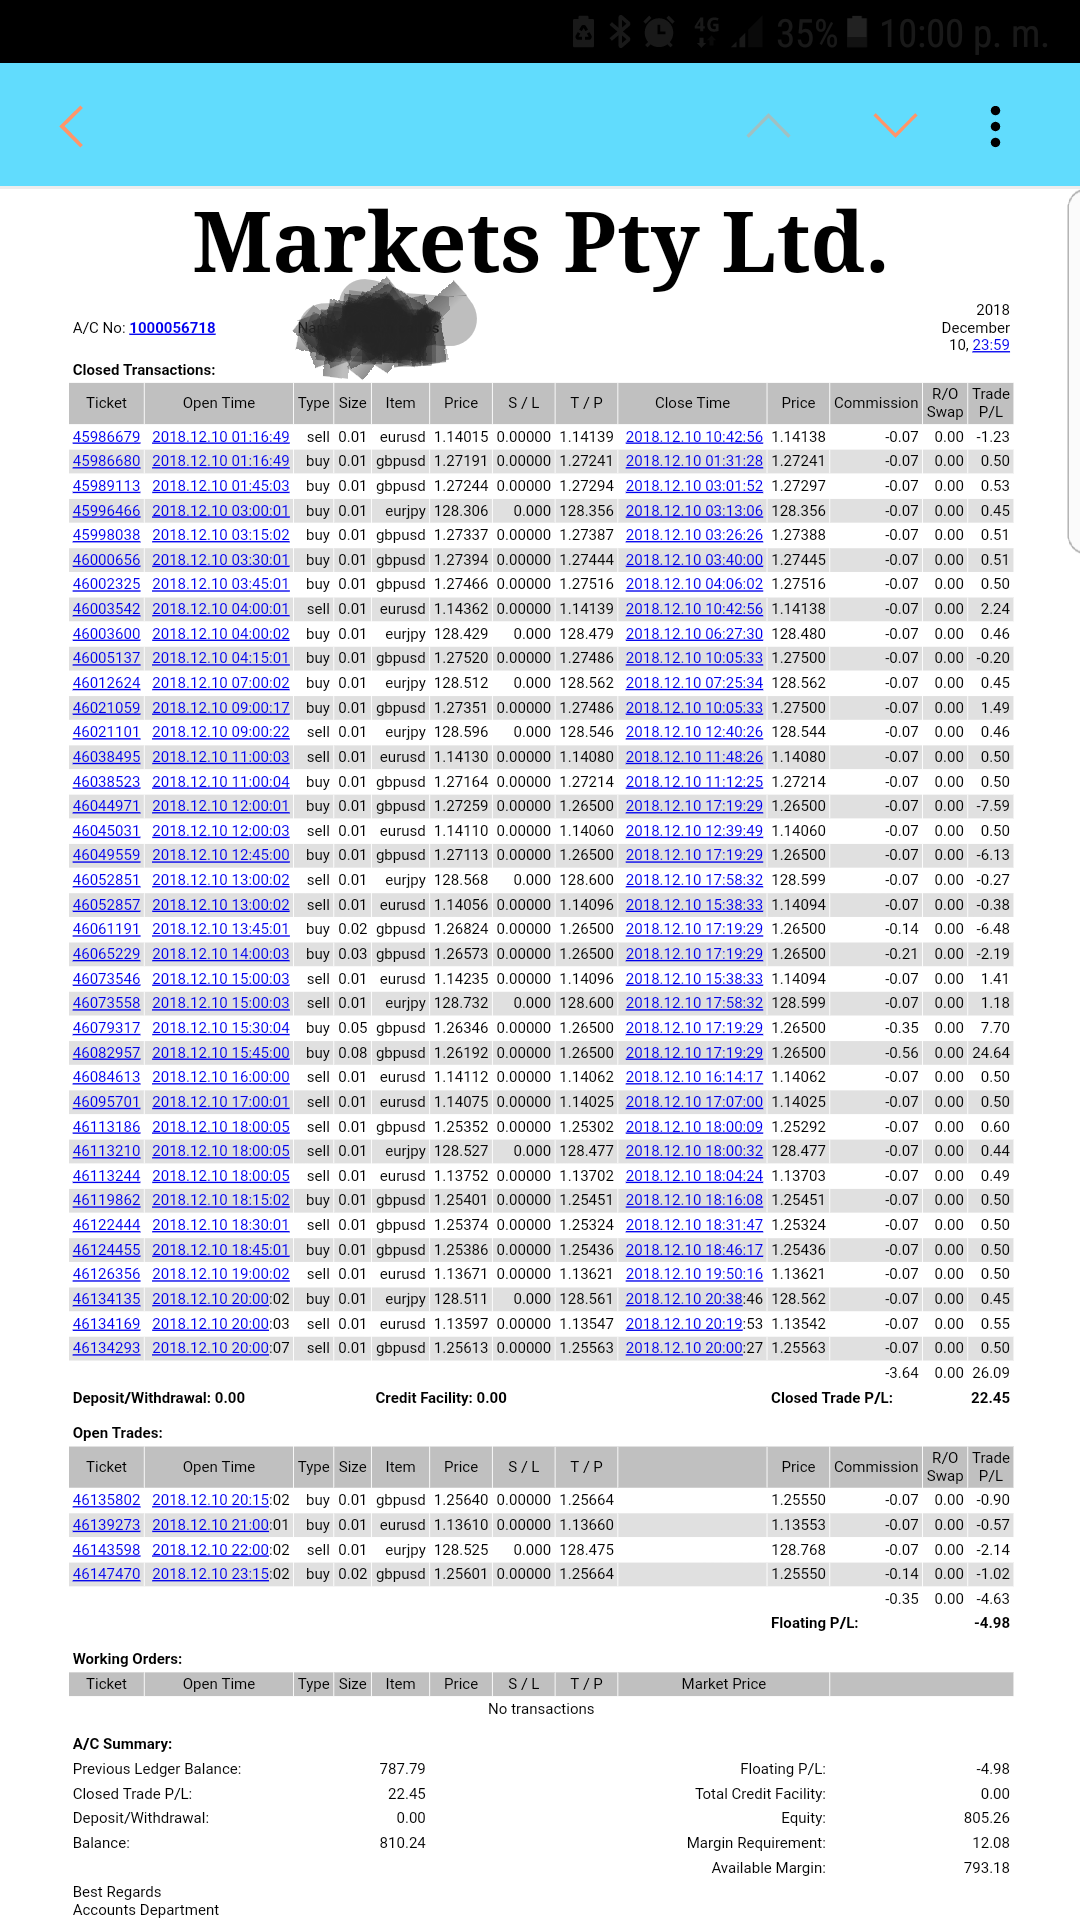 4G 35% 10:00 p. m.
Markets Pty Ltd.
A/C No: 1000056718 2018 December 10, 23:59
Closed Transactions:
Ticket Open Time Type Size Item Price S / L T / P Close Time Price Commission R/O Swap Trade P/L
45986679 2018.12.10 01:16:49 sell 0.01 eurusd 1.14015 0.00000 1.14139 2018.12.10 10:42:56 1.14138 -0.07 0.00 -1.23
45986680 2018.12.10 01:16:49 buy 0.01 gbpusd 1.27191 0.00000 1.27241 2018.12.10 01:31:28 1.27241 -0.07 0.00 0.50
45989113 2018.12.10 01:45:03 buy 0.01 gbpusd 1.27244 0.00000 1.27294 2018.12.10 03:01:52 1.27297 -0.07 0.00 0.53
45996466 2018.12.10 03:00:01 buy 0.01 eurjpy 128.306 0.000 128.356 2018.12.10 03:13:06 128.356 -0.07 0.00 0.45
45998038 2018.12.10 03:15:02 buy 0.01 gbpusd 1.27337 0.00000 1.27387 2018.12.10 03:26:26 1.27388 -0.07 0.00 0.51
46000656 2018.12.10 03:30:01 buy 0.01 gbpusd 1.27394 0.00000 1.27444 2018.12.10 03:40:00 1.27445 -0.07 0.00 0.51
46002325 2018.12.10 03:45:01 buy 0.01 gbpusd 1.27466 0.00000 1.27516 2018.12.10 04:06:02 1.27516 -0.07 0.00 0.50
46003542 2018.12.10 04:00:01 sell 0.01 eurusd 1.14362 0.00000 1.14139 2018.12.10 10:42:56 1.14138 -0.07 0.00 2.24
46003600 2018.12.10 04:00:02 buy 0.01 eurjpy 128.429 0.000 128.479 2018.12.10 06:27:30 128.480 -0.07 0.00 0.46
46005137 2018.12.10 04:15:01 buy 0.01 gbpusd 1.27520 0.00000 1.27486 2018.12.10 10:05:33 1.27500 -0.07 0.00 -0.20
46012624 2018.12.10 07:00:02 buy 0.01 eurjpy 128.512 0.000 128.562 2018.12.10 07:25:34 128.562 -0.07 0.00 0.45
46021059 2018.12.10 09:00:17 buy 0.01 gbpusd 1.27351 0.00000 1.27486 2018.12.10 10:05:33 1.27500 -0.07 0.00 1.49
46021101 2018.12.10 09:00:22 sell 0.01 eurjpy 128.596 0.000 128.546 2018.12.10 12:40:26 128.544 -0.07 0.00 0.46
46038495 2018.12.10 11:00:03 sell 0.01 eurusd 1.14130 0.00000 1.14080 2018.12.10 11:48:26 1.14080 -0.07 0.00 0.50
46038523 2018.12.10 11:00:04 buy 0.01 gbpusd 1.27164 0.00000 1.27214 2018.12.10 11:12:25 1.27214 -0.07 0.00 0.50
46044971 2018.12.10 12:00:01 buy 0.01 gbpusd 1.27259 0.00000 1.26500 2018.12.10 17:19:29 1.26500 -0.07 0.00 -7.59
46045031 2018.12.10 12:00:03 sell 0.01 eurusd 1.14110 0.00000 1.14060 2018.12.10 12:39:49 1.14060 -0.07 0.00 0.50
46049559 2018.12.10 12:45:00 buy 0.01 gbpusd 1.27113 0.00000 1.26500 2018.12.10 17:19:29 1.26500 -0.07 0.00 -6.13
46052851 2018.12.10 13:00:02 sell 0.01 eurjpy 128.568 0.000 128.600 2018.12.10 17:58:32 128.599 -0.07 0.00 -0.27
46052857 2018.12.10 13:00:02 sell 0.01 eurusd 1.14056 0.00000 1.14096 2018.12.10 15:38:33 1.14094 -0.07 0.00 -0.38
46061191 2018.12.10 13:45:01 buy 0.02 gbpusd 1.26824 0.00000 1.26500 2018.12.10 17:19:29 1.26500 -0.14 0.00 -6.48
46065229 2018.12.10 14:00:03 buy 0.03 gbpusd 1.26573 0.00000 1.26500 2018.12.10 17:19:29 1.26500 -0.21 0.00 -2.19
46073546 2018.12.10 15:00:03 sell 0.01 eurusd 1.14235 0.00000 1.14096 2018.12.10 15:38:33 1.14094 -0.07 0.00 1.41
46073558 2018.12.10 15:00:03 sell 0.01 eurjpy 128.732 0.000 128.600 2018.12.10 17:58:32 128.599 -0.07 0.00 1.18
46079317 2018.12.10 15:30:04 buy 0.05 gbpusd 1.26346 0.00000 1.26500 2018.12.10 17:19:29 1.26500 -0.35 0.00 7.70
46082957 2018.12.10 15:45:00 buy 0.08 gbpusd 1.26192 0.00000 1.26500 2018.12.10 17:19:29 1.26500 -0.56 0.00 24.64
46084613 2018.12.10 16:00:00 sell 0.01 eurusd 1.14112 0.00000 1.14062 2018.12.10 16:14:17 1.14062 -0.07 0.00 0.50
46095701 2018.12.10 17:00:01 sell 0.01 eurusd 1.14075 0.00000 1.14025 2018.12.10 17:07:00 1.14025 -0.07 0.00 0.50
46113186 2018.12.10 18:00:05 sell 0.01 gbpusd 1.25352 0.00000 1.25302 2018.12.10 18:00:09 1.25292 -0.07 0.00 0.60
46113210 2018.12.10 18:00:05 sell 0.01 eurjpy 128.527 0.000 128.477 2018.12.10 18:00:32 128.477 -0.07 0.00 0.44
46113244 2018.12.10 18:00:05 sell 0.01 eurusd 1.13752 0.00000 1.13702 2018.12.10 18:04:24 1.13703 -0.07 0.00 0.49
46119862 2018.12.10 18:15:02 buy 0.01 gbpusd 1.25401 0.00000 1.25451 2018.12.10 18:16:08 1.25451 -0.07 0.00 0.50
46122444 2018.12.10 18:30:01 sell 0.01 gbpusd 1.25374 0.00000 1.25324 2018.12.10 18:31:47 1.25324 -0.07 0.00 0.50
46124455 2018.12.10 18:45:01 buy 0.01 gbpusd 1.25386 0.00000 1.25436 2018.12.10 18:46:17 1.25436 -0.07 0.00 0.50
46126356 2018.12.10 19:00:02 sell 0.01 eurusd 1.13671 0.00000 1.13621 2018.12.10 19:50:16 1.13621 -0.07 0.00 0.50
46134135 2018.12.10 20:00:02 buy 0.01 eurjpy 128.511 0.000 128.561 2018.12.10 20:38:46 128.562 -0.07 0.00 0.45
46134169 2018.12.10 20:00:03 sell 0.01 eurusd 1.13597 0.00000 1.13547 2018.12.10 20:19:53 1.13542 -0.07 0.00 0.55
46134293 2018.12.10 20:00:07 sell 0.01 gbpusd 1.25613 0.00000 1.25563 2018.12.10 20:00:27 1.25563 -0.07 0.00 0.50
-3.64 0.00 26.09
Deposit/Withdrawal: 0.00 Credit Facility: 0.00 Closed Trade P/L: 22.45
Open Trades:
Ticket Open Time Type Size Item Price S / L T / P Price Commission R/O Swap Trade P/L
46135802 2018.12.10 20:15:02 buy 0.01 gbpusd 1.25640 0.00000 1.25664 1.25550 -0.07 0.00 -0.90
46139273 2018.12.10 21:00:01 buy 0.01 eurusd 1.13610 0.00000 1.13660 1.13553 -0.07 0.00 -0.57
46143598 2018.12.10 22:00:02 sell 0.01 eurjpy 128.525 0.000 128.475 128.768 -0.07 0.00 -2.14
46147470 2018.12.10 23:15:02 buy 0.02 gbpusd 1.25601 0.00000 1.25664 1.25550 -0.14 0.00 -1.02
-0.35 0.00 -4.63
Floating P/L: -4.98
Working Orders:
Ticket Open Time Type Size Item Price S / L T / P Market Price
No transactions
A/C Summary:
Previous Ledger Balance: 787.79 Floating P/L: -4.98
Closed Trade P/L: 22.45 Total Credit Facility: 0.00
Deposit/Withdrawal: 0.00 Equity: 805.26
Balance: 810.24 Margin Requirement: 12.08
Available Margin: 793.18
Best Regards
Accounts Department